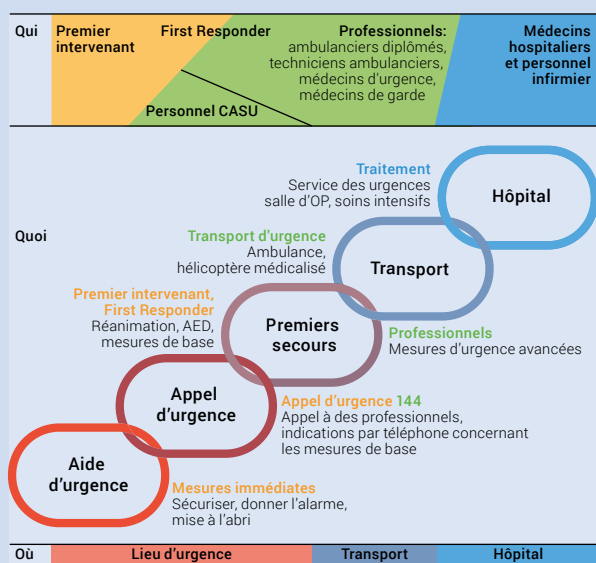 Qui
Premier
intervenant
First Responder
Personnel CASU
Professionnels:
ambulanciers diplômés,
techniciens ambulanciers,
médecins d'urgence,
médecins de garde
Médecins
hospitaliers
et personnel
infirmier
Quoi
Traitement
Service des urgences
salle d'OP, soins intensifs
Hôpital
Transport d'urgence
Ambulance,
hélicoptère médicalisé
Transport
Premier intervenant,
First Responder
Réanimation, AED,
mesures de base
Premiers
secours
Professionnels
Mesures d'urgence avancées
Appel
d'urgence
Appel d'urgence 144
Appel à des professionnels,
indications par téléphone concernant
les mesures de base
Aide
d'urgence
Mesures immédiates
Sécuriser, donner l'alarme,
mise à l'abri
Où
Lieu d'urgence
Transport
Hôpital